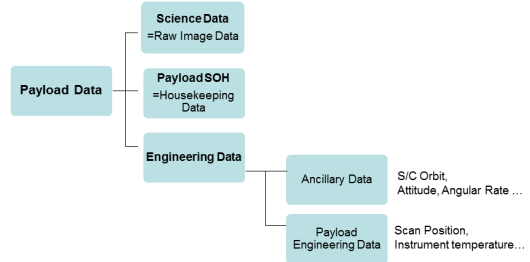 Science Data
=Raw Image Data
Payload Data
Payload SOH
=Housekeeping
Data
Engineering Data
Ancillary Data
S/C Orbit,
Attitude, Angular Rate ...
Payload
Engineering Data
Scan Position,
Instrument temperature...